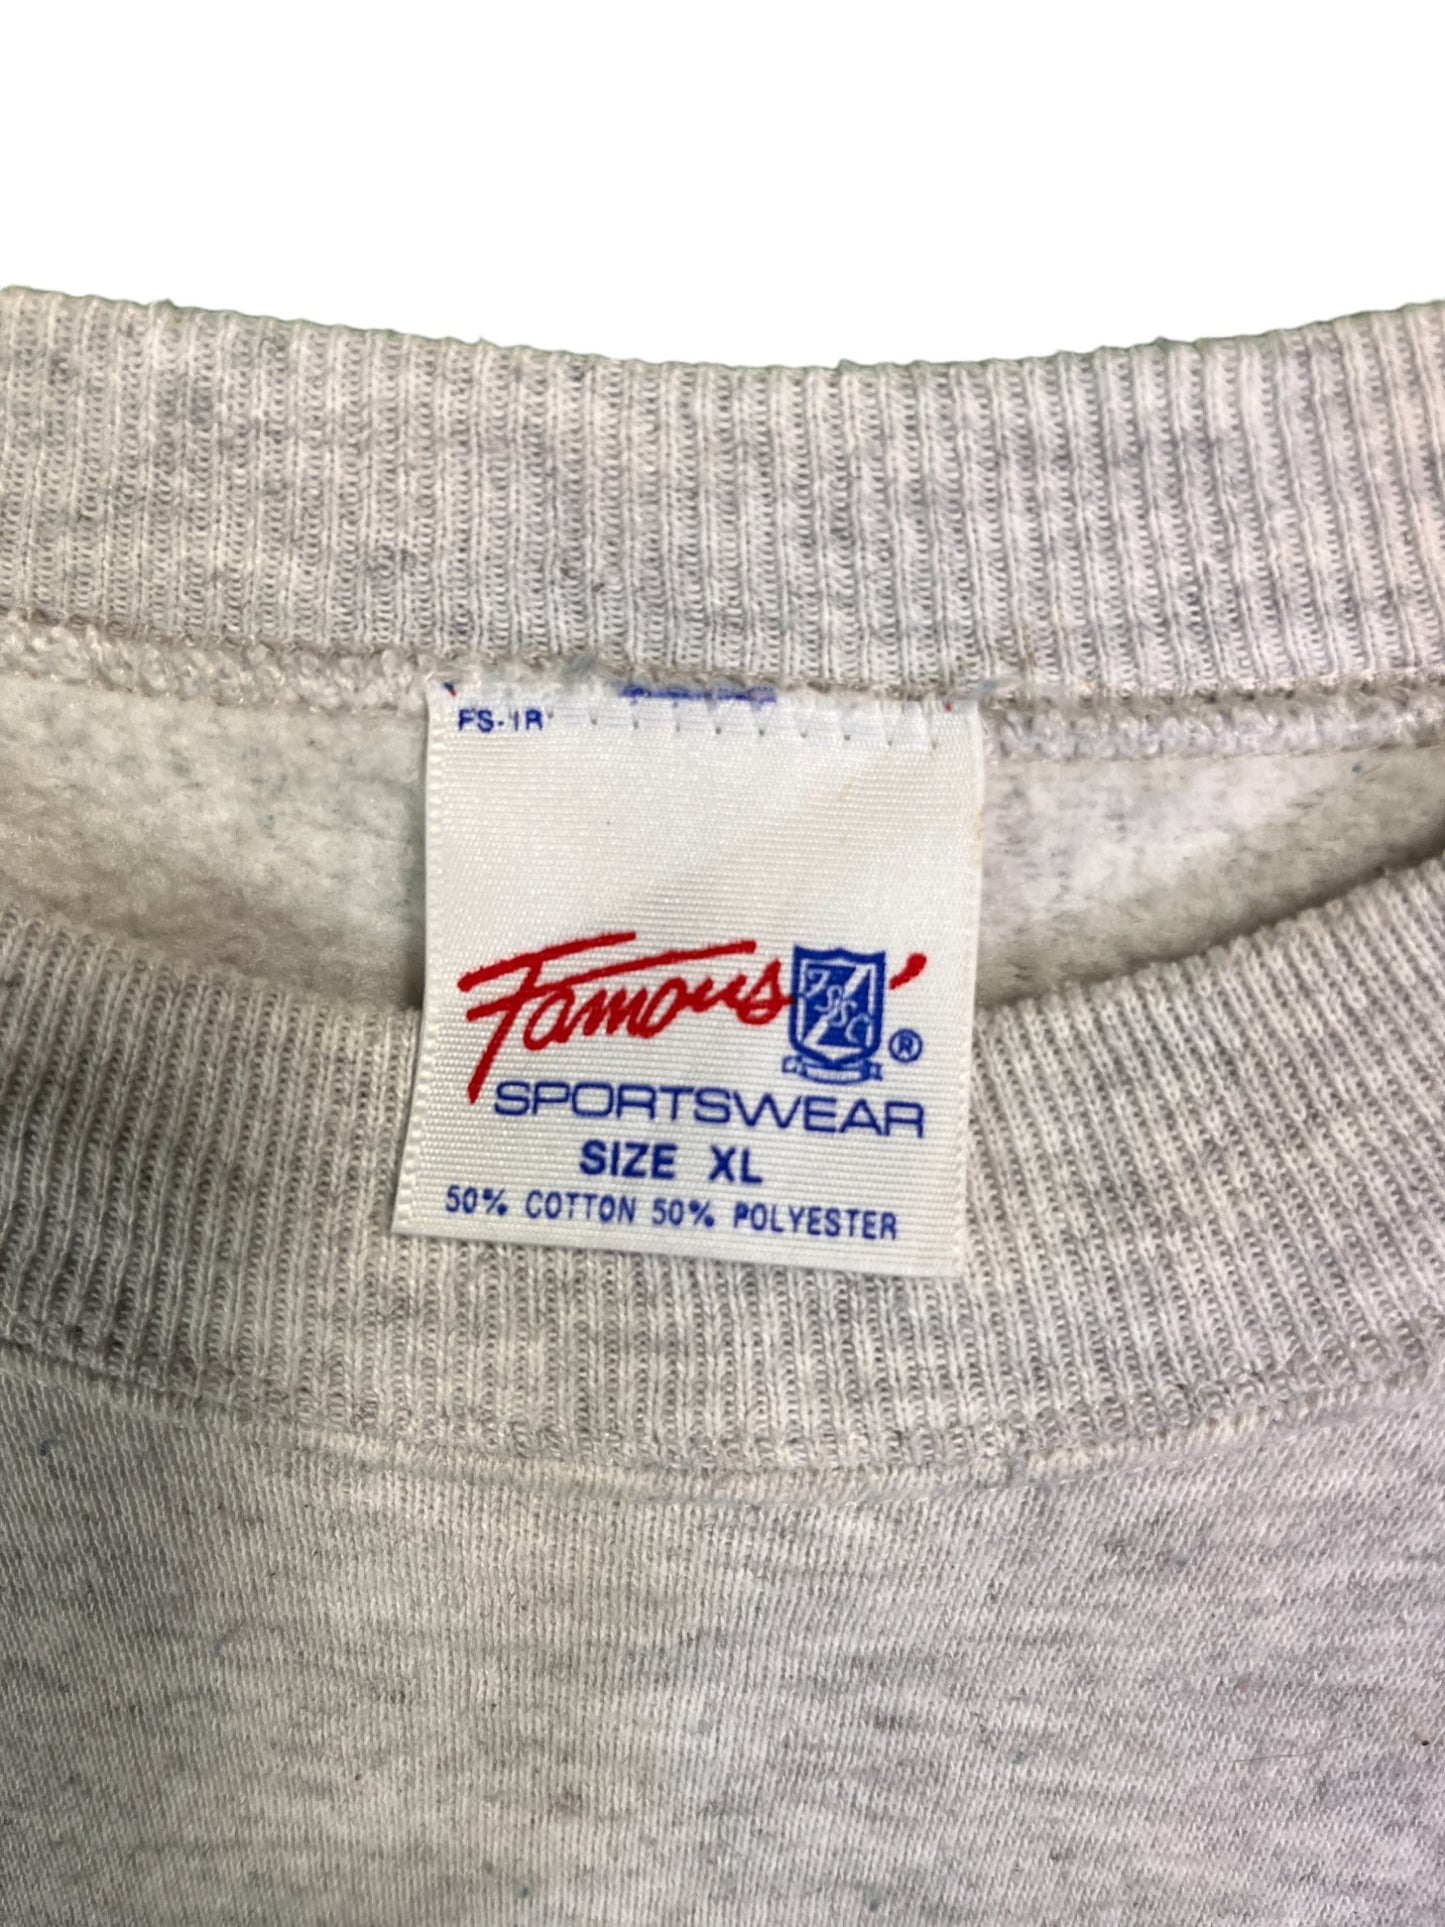 FS-1R
Famous
SPORTSWEAR
SIZE XL
50% COTTON 50% POLYESTER